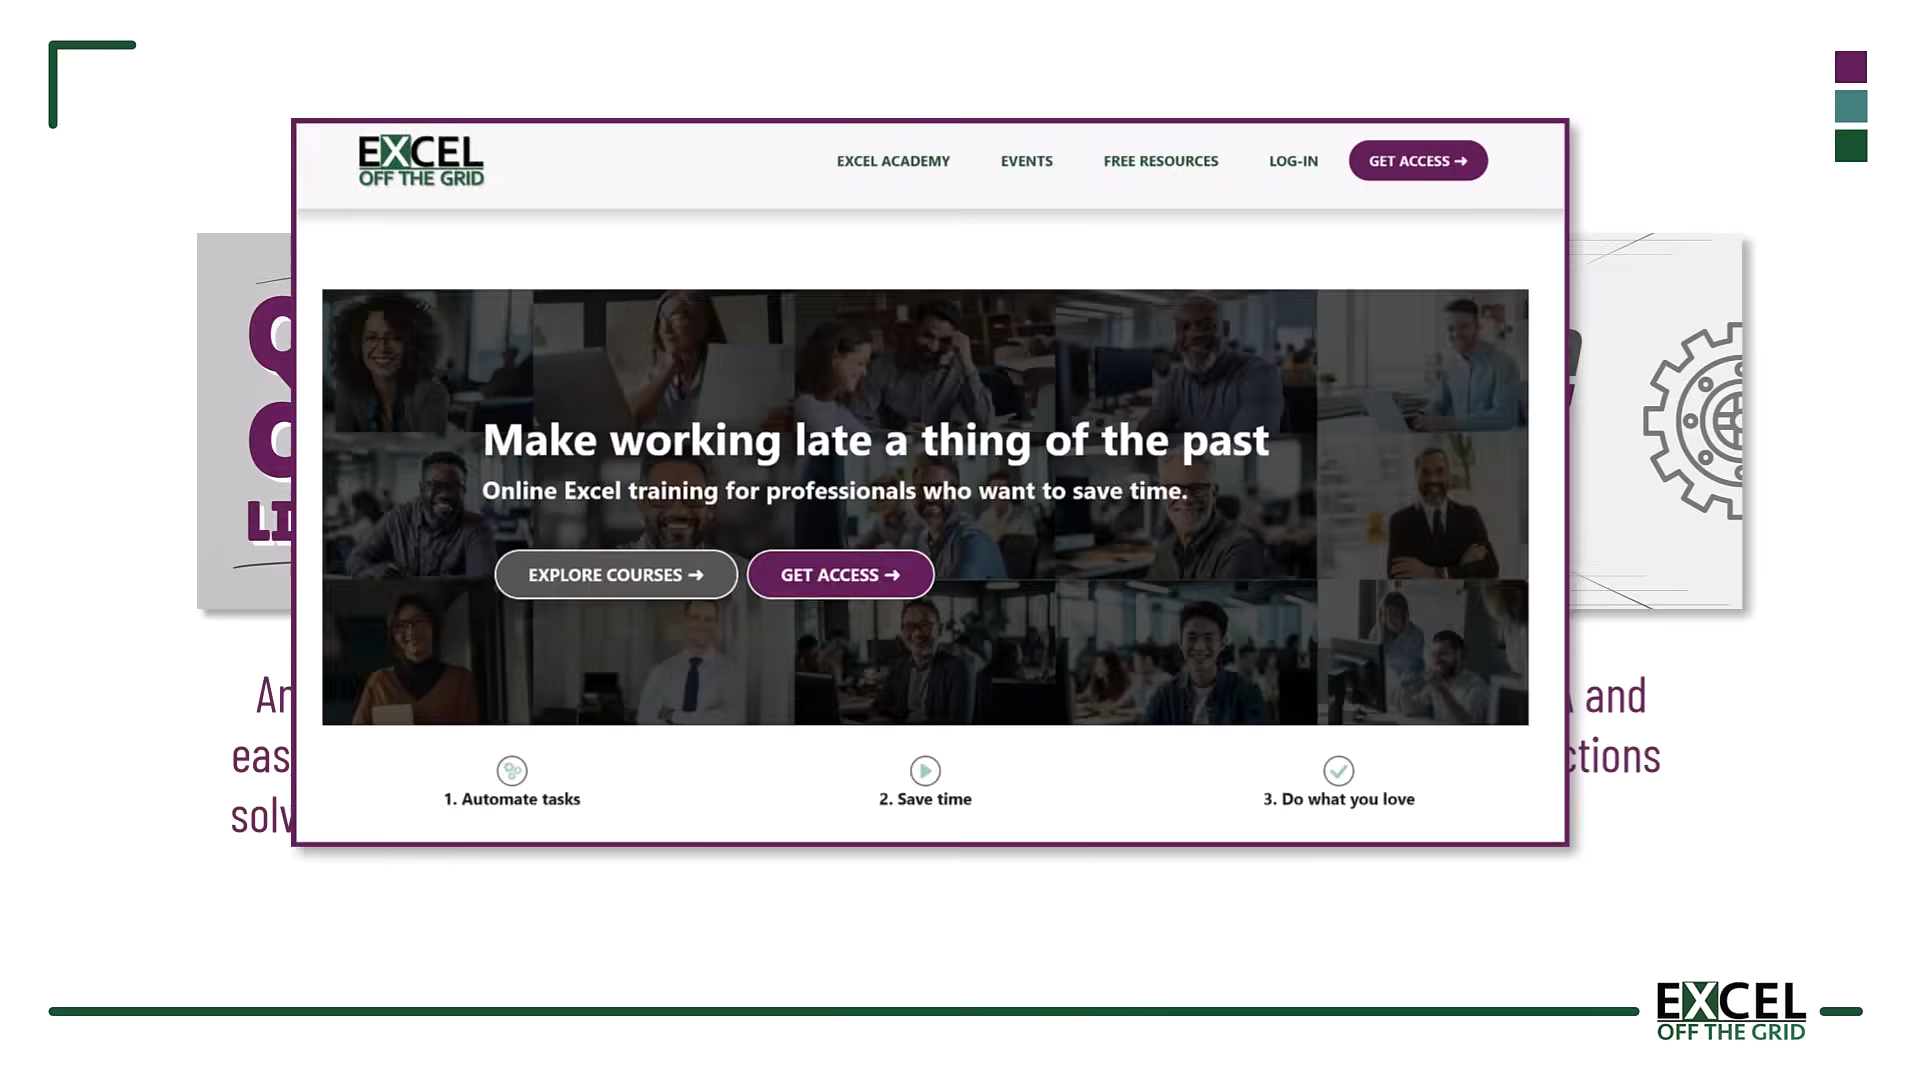 EXCEL
OFF THE GRID
EXCEL ACADEMY
EVENTS
FREE RESOURCES
LOG-IN
GET ACCESS ➜
Make working late a thing of the past
Online Excel training for professionals who want to save time.
EXPLORE COURSES ➜
GET ACCESS ➜
1. Automate tasks
2. Save time
3. Do what you love
and
EXCEL
OFF THE GRID